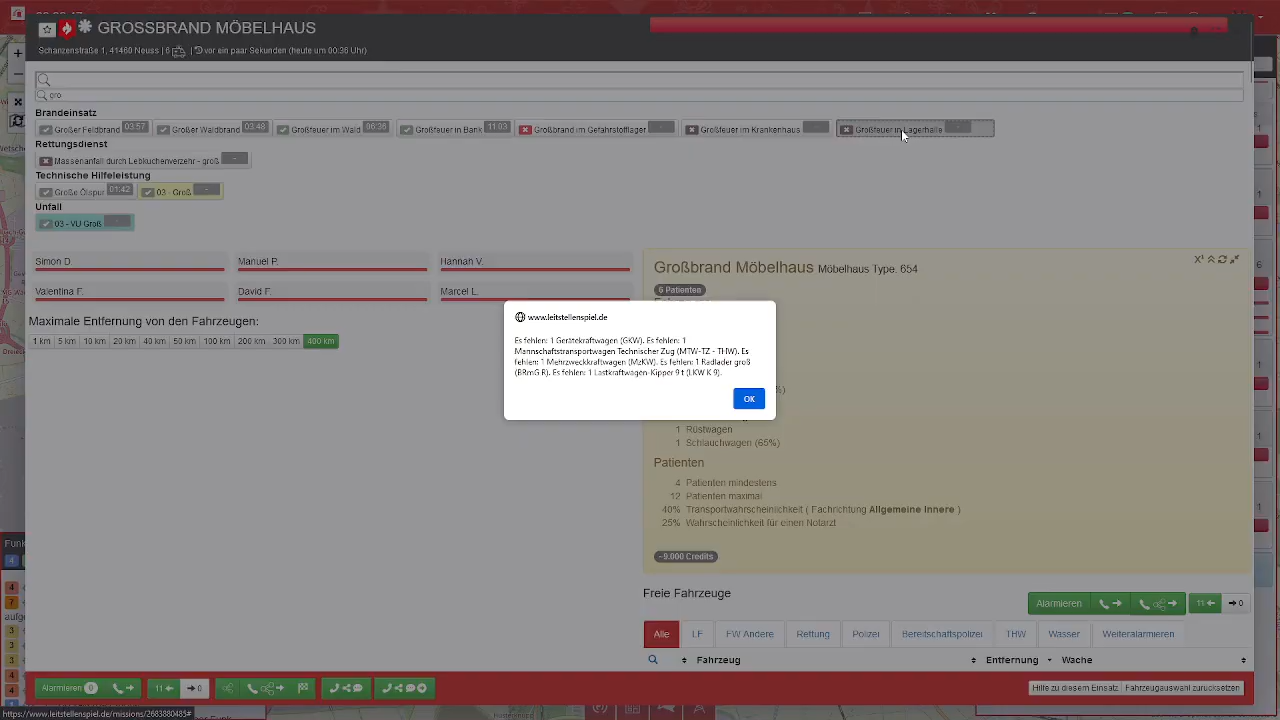 GROSSBRAND MÖBELHAUS
Schanzenstraße 1, 41460 Neuss | 6 | vor ein paar Sekunden (heute um 00:36 Uhr)
gro
Brandeinsatz
Großer Feldbrand 03:57 Großer Waldbrand 03:48 Großfeuer im Wald 06:36 Großfeuer in Bank 11:03 Großbrand im Gefahrstofflager - Großfeuer im Krankenhaus - Großfeuer in Lagerhalle -
Rettungsdienst
Massenanfall durch Lebkuchenverzehr - groß -
Technische Hilfeleistung
Große Ölspur 01:42 03 - Groß -
Unfall
03 - VU Groß -
Simon D. Manuel P. Hannah V.
Valentina F. David F. Marcel L.
Maximale Entfernung von den Fahrzeugen:
1 km 5 km 10 km 20 km 40 km 50 km 100 km 200 km 300 km 400 km
Großbrand Möbelhaus Möbelhaus Type. 654
6 Patienten
www.leitstellenspiel.de
Es fehlen: 1 Gerätekraftwagen (GKW). Es fehlen: 1
Mannschaftstransportwagen Technischer Zug (MTW-TZ - THW). Es
fehlen: 1 Mehrzweckkraftwagen (MzKW). Es fehlen: 1 Radlader groß
(BRmG R). Es fehlen: 1 Lastkraftwagen-Kipper 9 t (LKW K 9).
OK
1 Rüstwagen
1 Schlauchwagen (65%)
Patienten
4 Patienten mindestens
12 Patienten maximal
40% Transportwahrscheinlichkeit ( Fachrichtung Allgemeine Innere )
25% Wahrscheinlichkeit für einen Notarzt
~9.000 Credits
Freie Fahrzeuge
Alarmieren 11 0
Alle LF FW Andere Rettung Polizei Bereitschaftspolizei THW Wasser Weiteralarmieren
Fahrzeug Entfernung Wache
Alarmieren 0 11 0
Hilfe zu diesem Einsatz Fahrzeugauswahl zurücksetzen
https://www.leitstellenspiel.de/missions/2683880485#